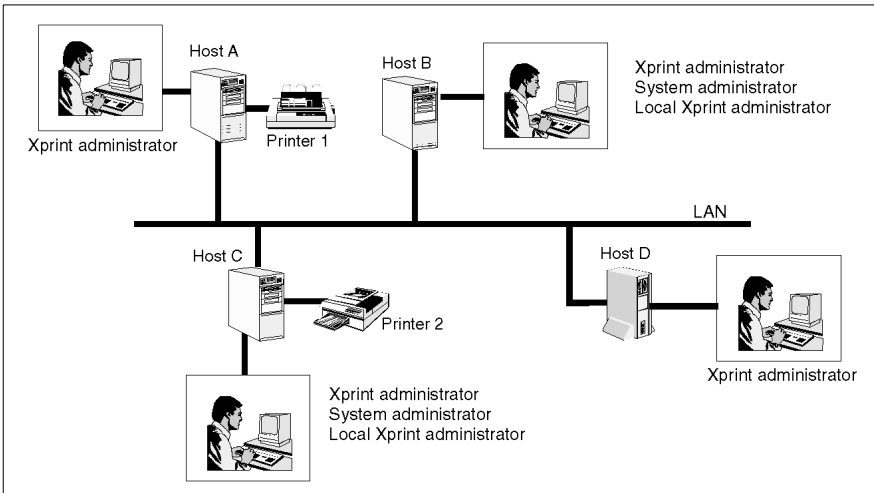 Host A
Host B
Xprint administrator
System administrator
Local Xprint administrator
Xprint administrator
Printer 1
LAN
Host C
Host D
Printer 2
Xprint administrator
Xprint administrator
System administrator
Local Xprint administrator